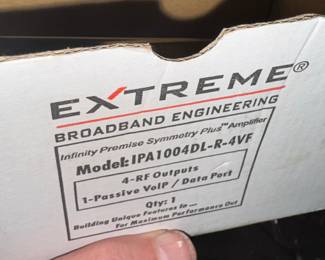 EXTREME®
BROADBAND ENGINEERING
Infinity Premise Symmetry Plus™ Amplifier
Model: IPA1004DL-R-4VF
4-RF Outputs
1-Passive VoIP / Data Port
Qty: 1
Building Unique Features In ...
For Maximum Performance Out